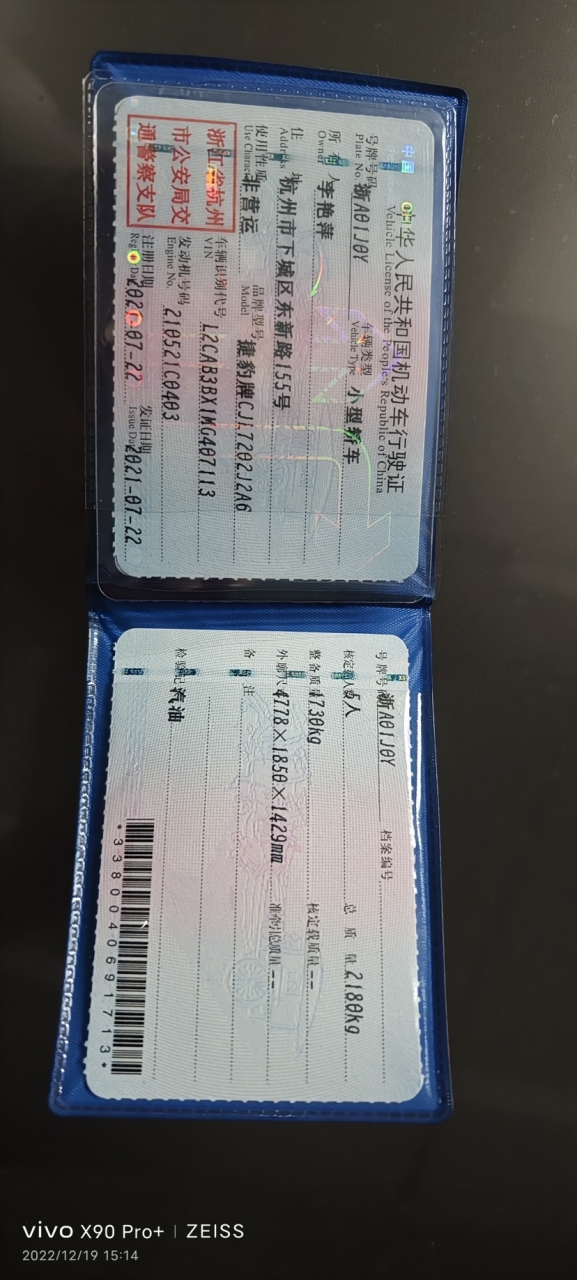 中华人民共和国机动车行驶证
Vehicle License of the People's Republic of China
号牌号码 浙A01J0Y 车辆类型 小型轿车
Plate No. Vehicle Type
所有人 李艳萍
Owner
住址 杭州市下城区东新路155号
Address
使用性质 非营运 品牌型号 捷豹牌CJL7202J2A6
Use Character Model
浙江省杭州
市公安局交
通警察支队
车辆识别代号 L2CAB3BX1MG407113
VIN
发动机号码 210521C0403
Engine No.
注册日期 2021-07-22 发证日期 2021-07-22
Issue Date
号牌号码 浙A01J0Y 档案编号
核定载人数 5人 总质量 2180kg
整备质量 1730kg 核定载质量 --
外廓尺寸 4778×1850×1429mm 准牵引总质量 --
备注
检验记录 汽油
*3380040691713*
vivo X90 Pro+ | ZEISS
2022/12/19 15:14